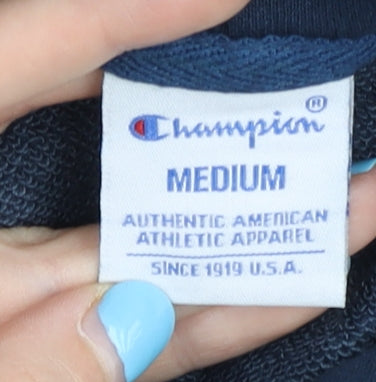 Champion®
MEDIUM
AUTHENTIC AMERICAN
ATHLETIC APPAREL
SINCE 1919 U.S.A.